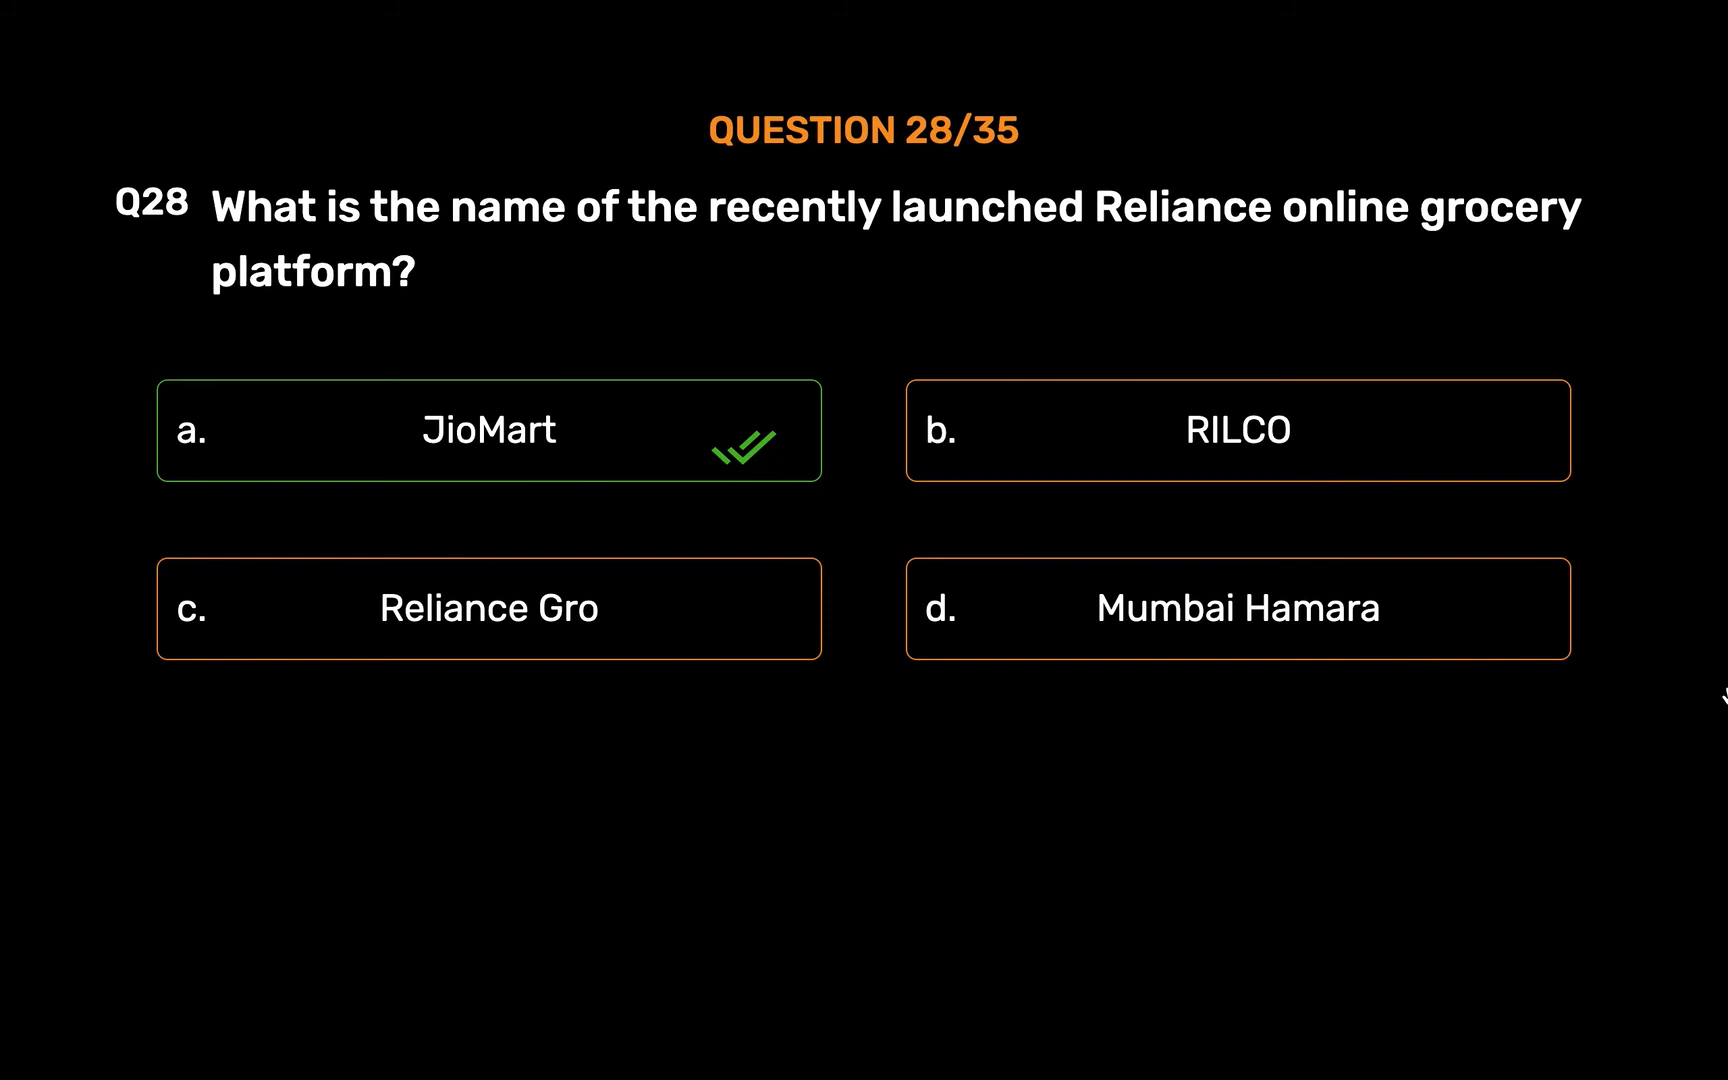 QUESTION 28/35
Q28 What is the name of the recently launched Reliance online grocery
platform?
a. JioMart
b. RILCO
c. Reliance Gro
d. Mumbai Hamara